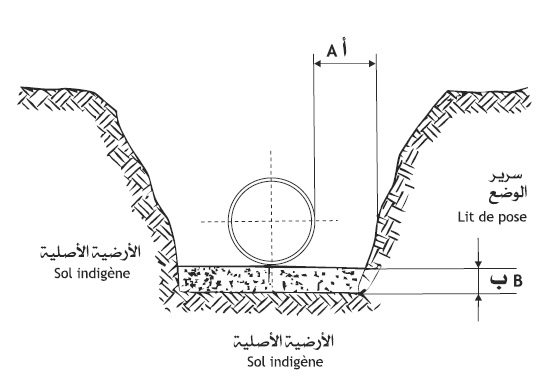 A أ
سرير
الوضع
Lit de pose
الأرضية الأصلية
Sol indigène
ب B
الأرضية الأصلية
Sol indigène